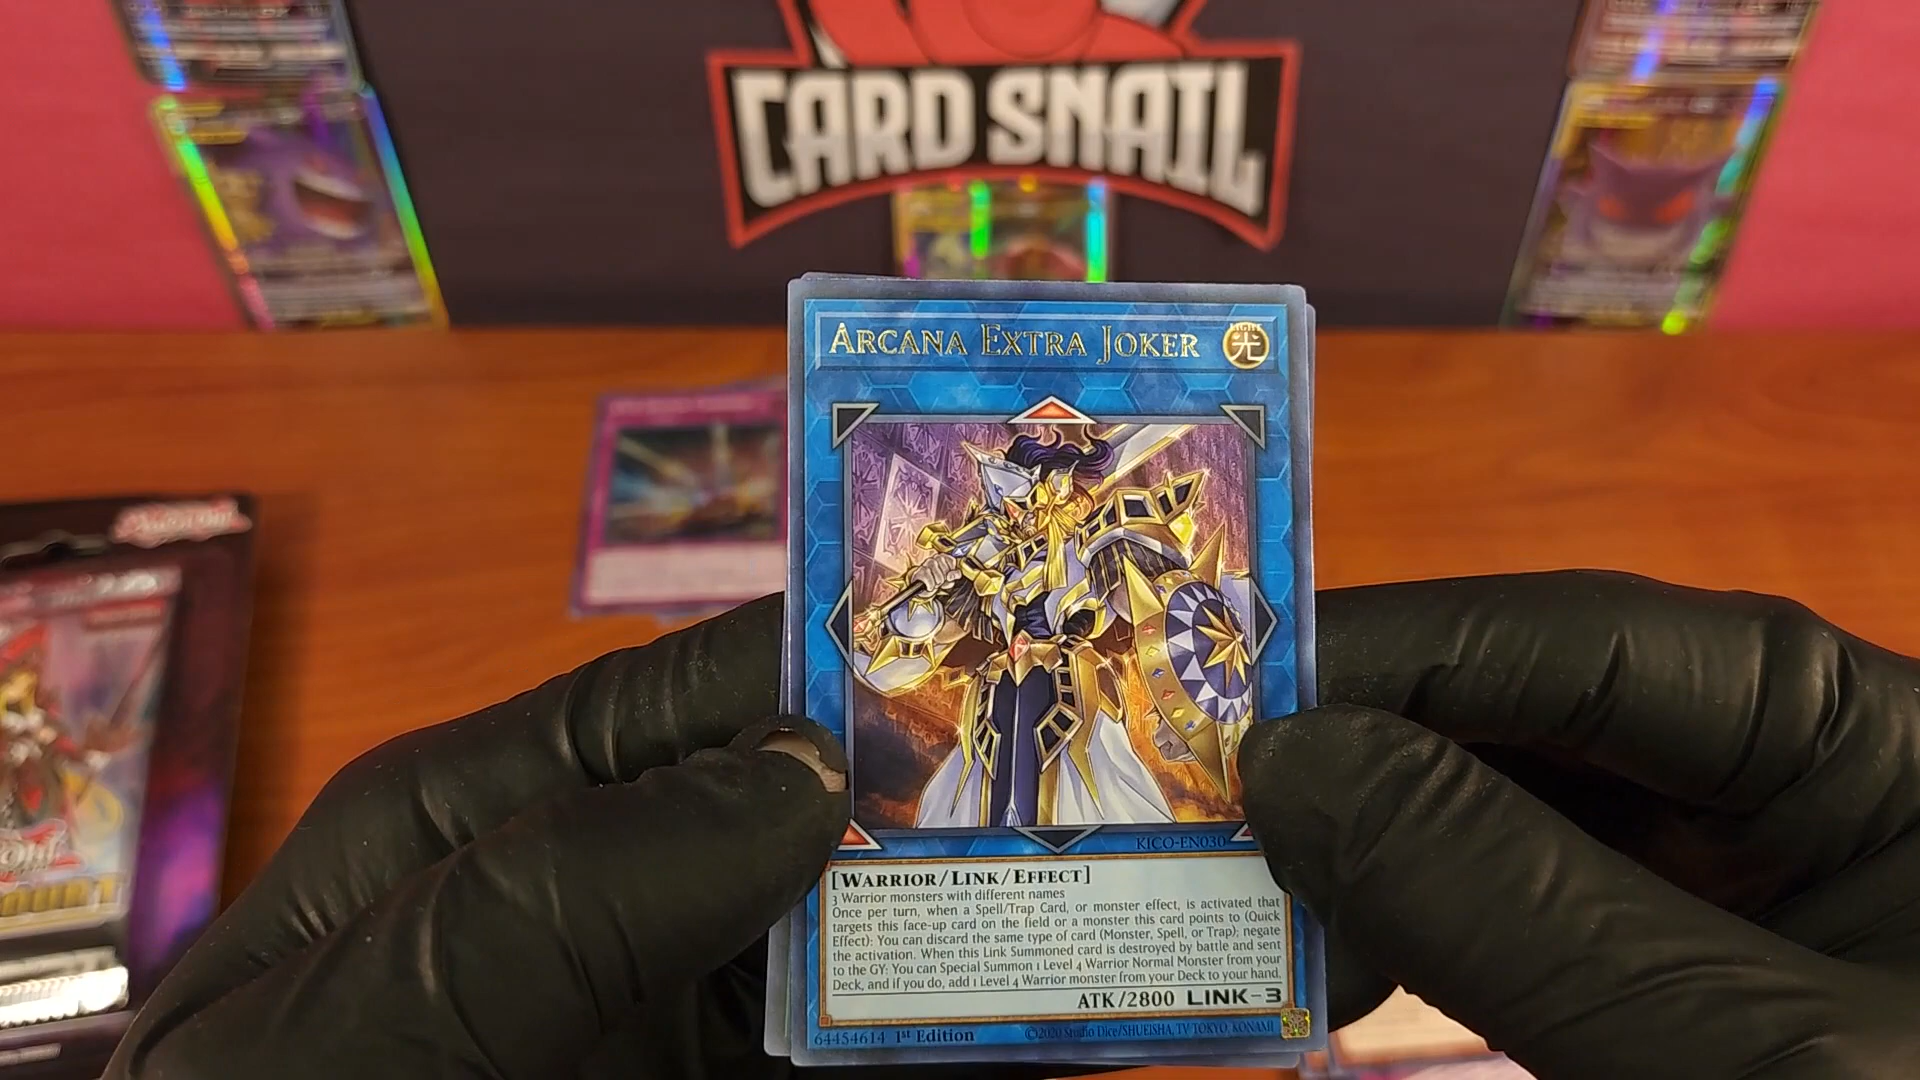 CARD SNAIL
ARCANA EXTRA JOKER
LIGHT
光
KICO-EN030
[WARRIOR/LINK/EFFECT]
3 Warrior monsters with different names
Once per turn, when a Spell/Trap Card, or monster effect, is activated that
targets this face-up card on the field or a monster this card points to (Quick
Effect): You can discard the same type of card (Monster, Spell, or Trap); negate
the activation. When this Link Summoned card is destroyed by battle and sent
to the GY: You can Special Summon 1 Level 4 Warrior Normal Monster from your
Deck, and if you do, add 1 Level 4 Warrior monster from your Deck to your hand.
ATK/2800 LINK-3
64454614 1st Edition
©2020 Studio Dice/SHUEISHA, TV TOKYO, KONAMI